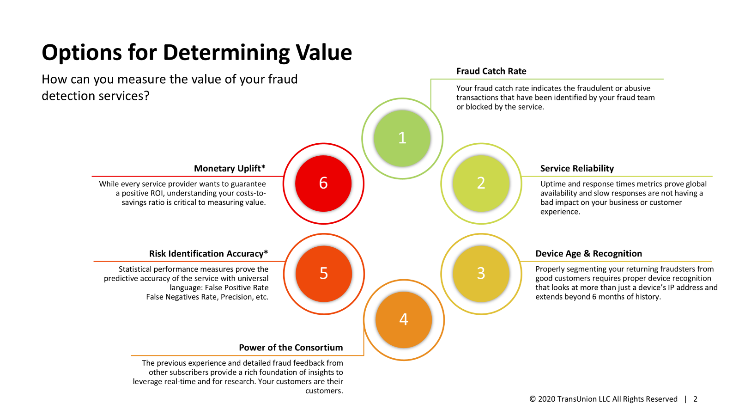 Options for Determining Value
How can you measure the value of your fraud
detection services?
Fraud Catch Rate
Your fraud catch rate indicates the fraudulent or abusive
transactions that have been identified by your fraud team
or blocked by the service.
1
Service Reliability
Uptime and response times metrics prove global
availability and slow responses are not having a
bad impact on your business or customer
experience.
2
Device Age & Recognition
Properly segmenting your returning fraudsters from
good customers requires proper device recognition
that looks at more than just a device's IP address and
extends beyond 6 months of history.
3
4
Power of the Consortium
The previous experience and detailed fraud feedback from
other subscribers provide a rich foundation of insights to
leverage real-time and for research. Your customers are their
customers.
Risk Identification Accuracy*
Statistical performance measures prove the
predictive accuracy of the service with universal
language: False Positive Rate
False Negatives Rate, Precision, etc.
5
Monetary Uplift*
While every service provider wants to guarantee
a positive ROI, understanding your costs-to-
savings ratio is critical to measuring value.
6
© 2020 TransUnion LLC All Rights Reserved | 2